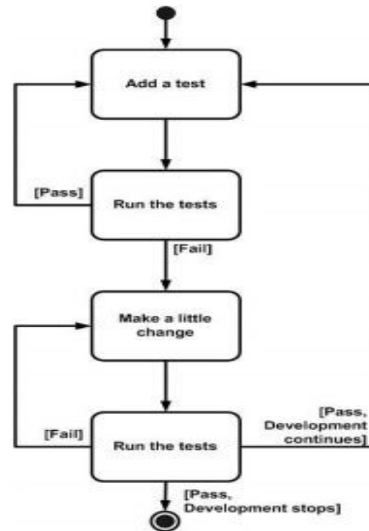 Add a test
[Pass]
Run the tests
[Fail]
Make a little
change
[Fail]
Run the tests
[Pass,
Development
continues]
[Pass,
Development stops]